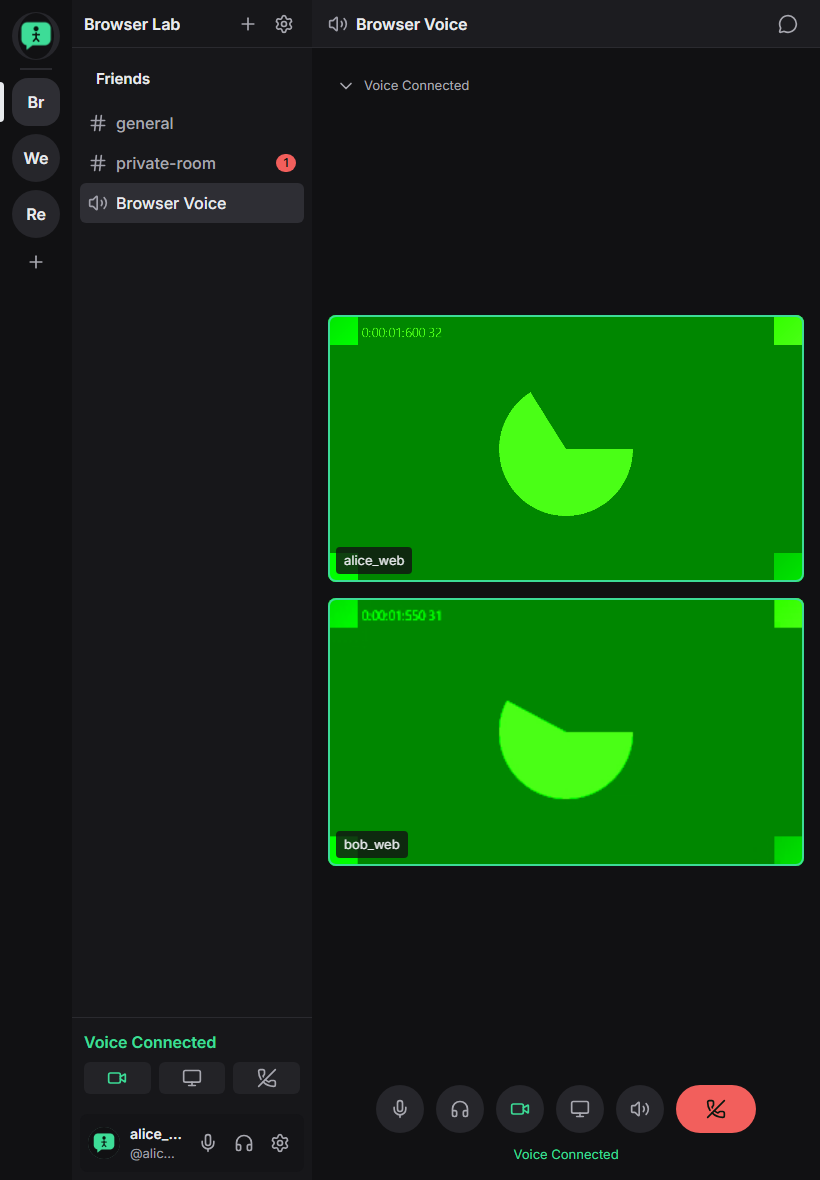 Browser Lab
Browser Voice
Friends
Voice Connected
Br
general
We
private-room 1
Browser Voice
Re
0:00:01:600 32
alice_web
0:00:01:550 31
bob_web
Voice Connected
alice_...
@alic...
Voice Connected